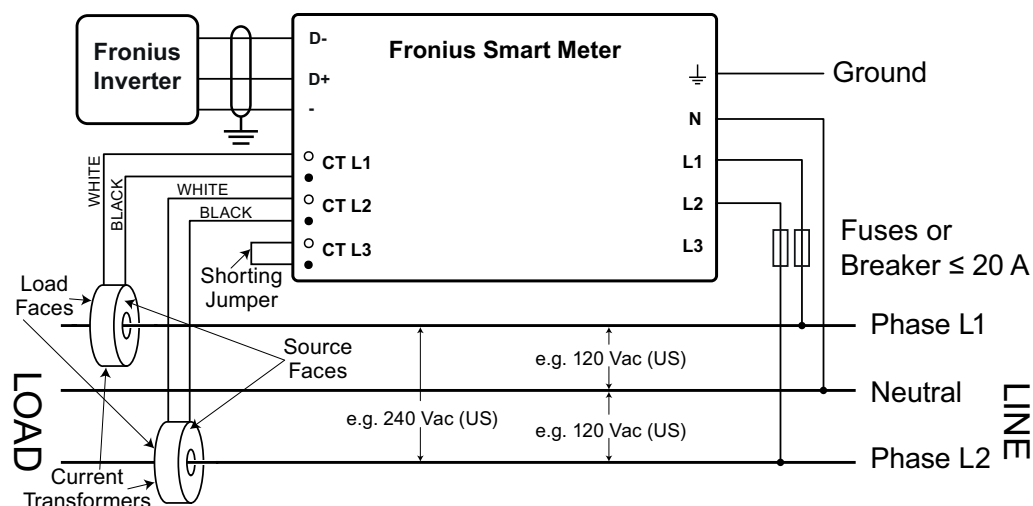 Fronius
Inverter
Fronius Smart Meter
D-
D+
-
Ground
N
WHITE
BLACK
CT L1
L1
WHITE
CT L2
L2
BLACK
CT L3
L3
Fuses or
Breaker ≤ 20 A
Shorting
Jumper
Load
Faces
Phase L1
Source
Faces
e.g. 120 Vac (US)
LOAD
Neutral
LINE
e.g. 240 Vac (US)
e.g. 120 Vac (US)
Phase L2
Current
Transformers